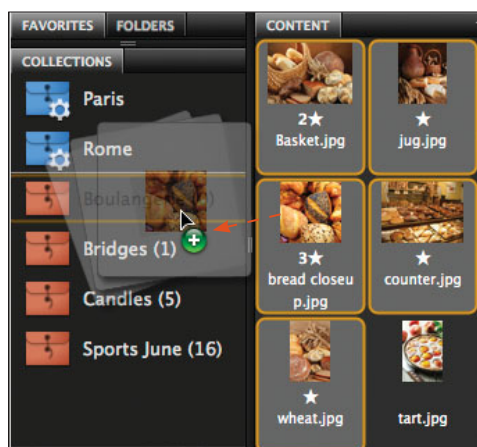 FAVORITES FOLDERS
COLLECTIONS
Paris
Rome
Bridges (1)
Candles (5)
Sports June (16)
CONTENT
2★
Basket.jpg
★
jug.jpg
3★
bread closeu
p.jpg
★
counter.jpg
★
wheat.jpg
tart.jpg